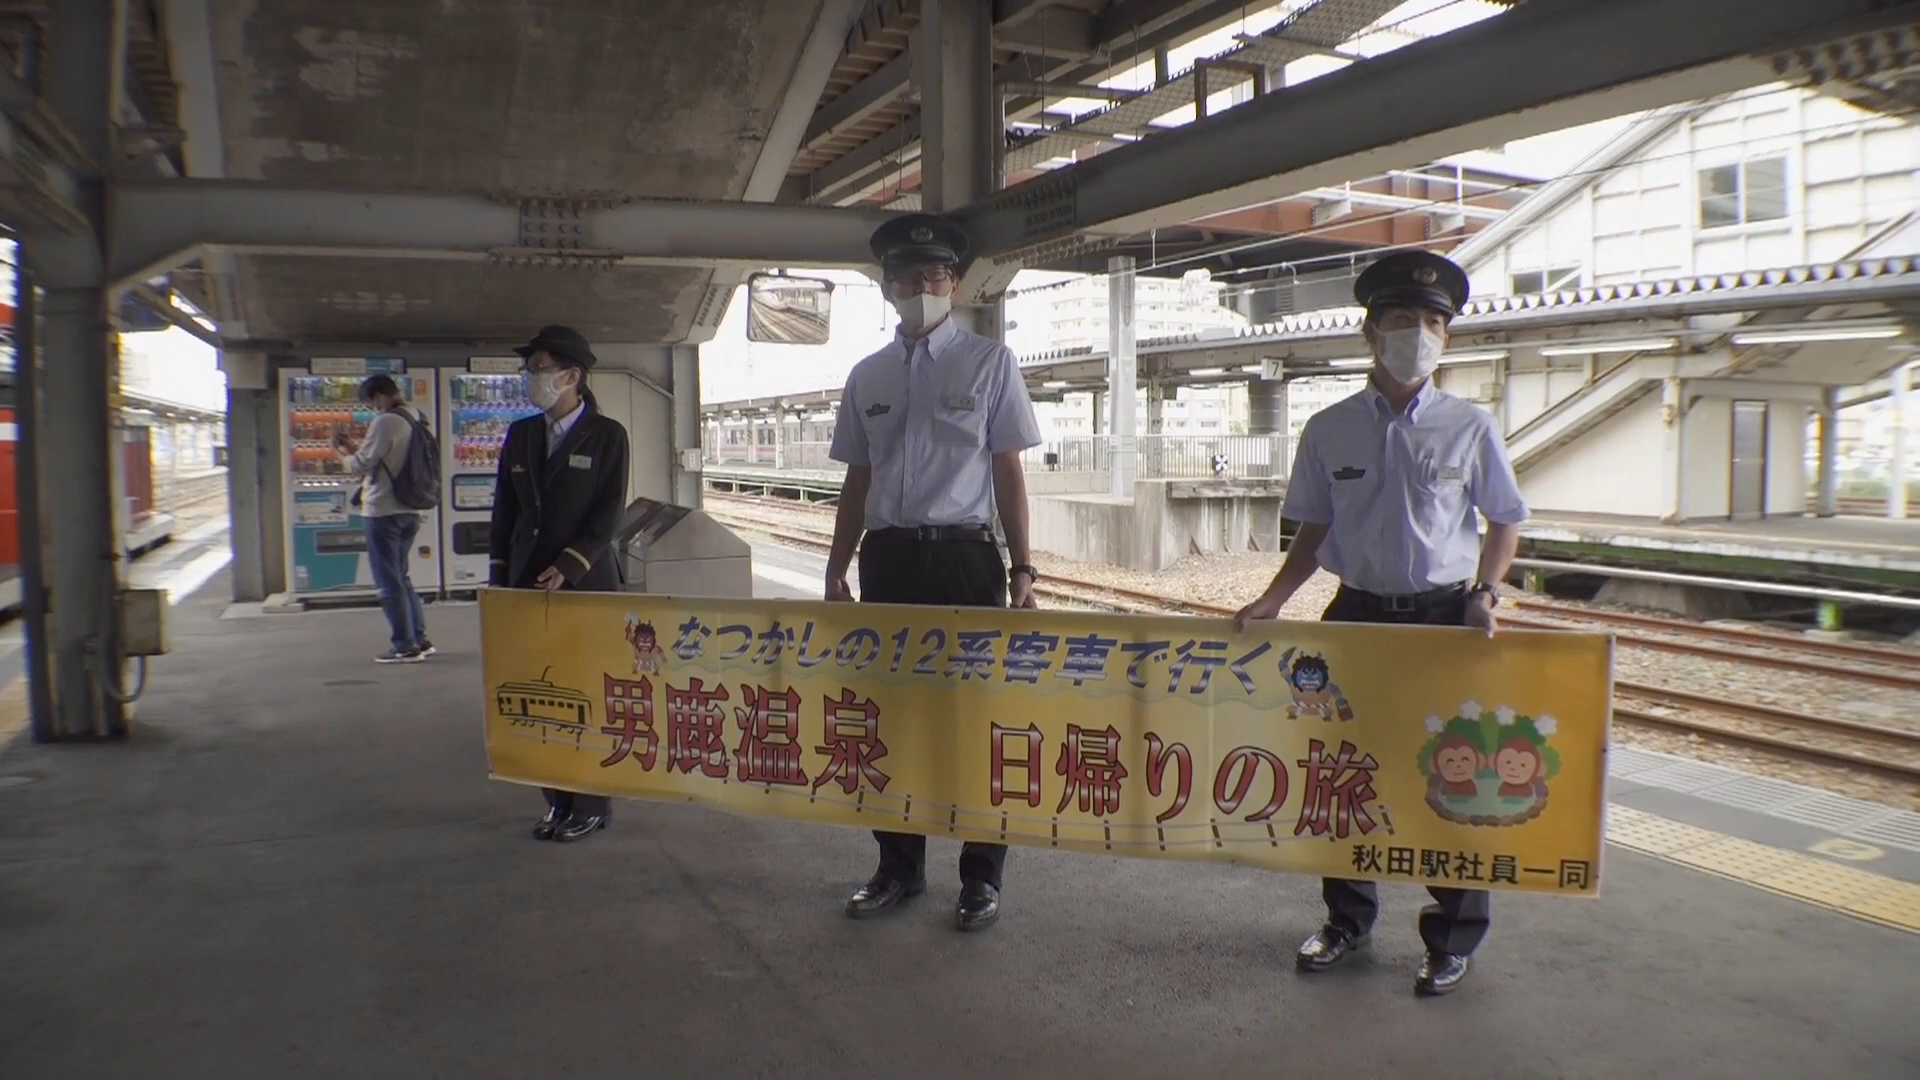 なつかしの12系客車で行く
男鹿温泉 日帰りの旅
秋田駅社員一同
7